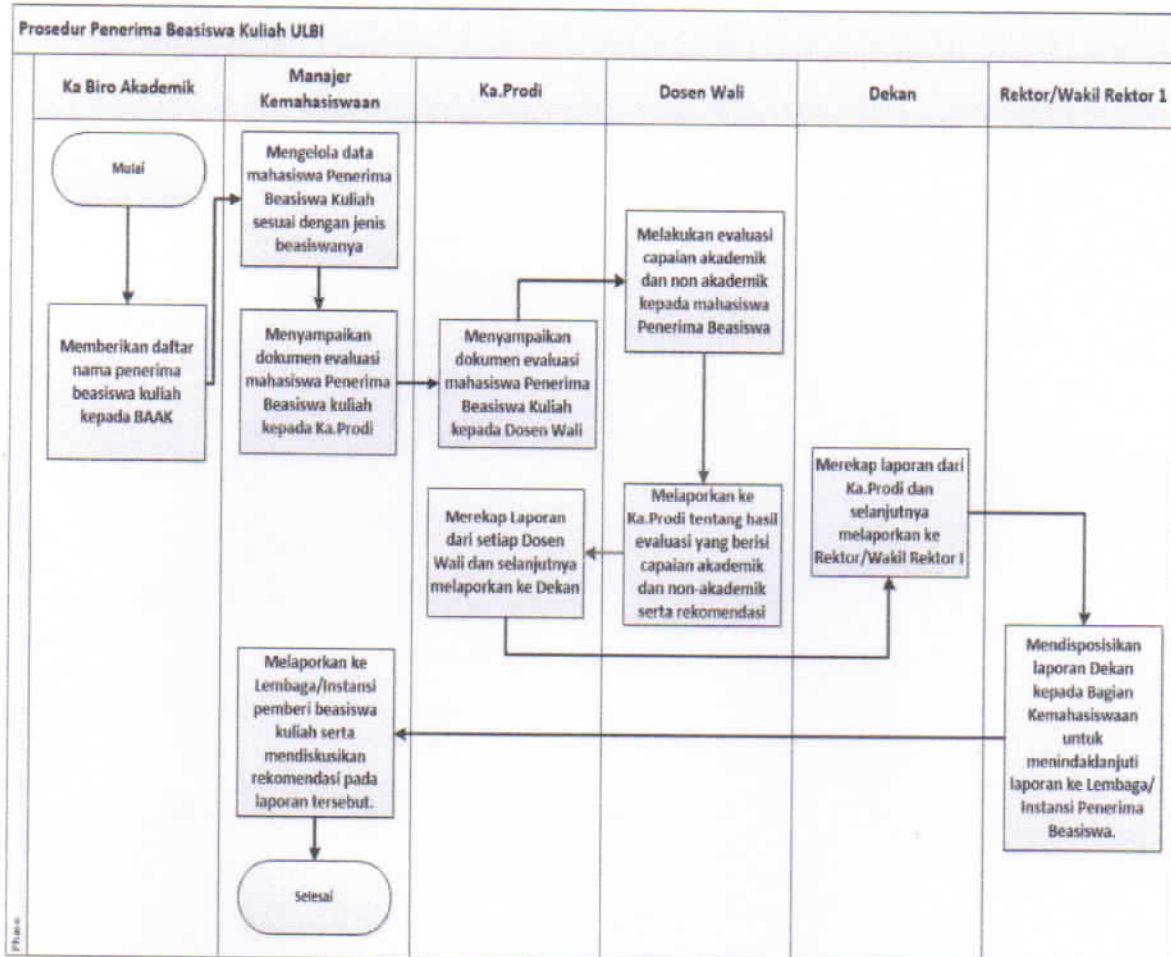 Prosedur Penerima Beasiswa Kuliah ULBI
Ka Biro Akademik
Manajer
Kemahasiswaan
Ka.Prodi
Dosen Wali
Dekan
Rektor/Wakil Rektor 1
Mulai
Memberikan daftar
nama penerima
beasiswa kuliah
kepada BAAK
Mengelola data
mahasiswa Penerima
Beasiswa Kuliah
sesuai dengan jenis
beasiswanya
Menyampaikan
dokumen evaluasi
mahasiswa Penerima
Beasiswa kuliah
kepada Ka.Prodi
Menyampaikan
dokumen evaluasi
mahasiswa Penerima
Beasiswa Kuliah
kepada Dosen Wali
Melakukan evaluasi
capaian akademik
dan non akademik
kepada mahasiswa
Penerima Beasiswa
Melaporkan ke
Ka.Prodi tentang hasil
evaluasi yang berisi
capaian akademik
dan non-akademik
serta rekomendasi
Merekap Laporan
dari setiap Dosen
Wali dan selanjutnya
melaporkan ke Dekan
Merekap laporan dari
Ka.Prodi dan
selanjutnya
melaporkan ke
Rektor/Wakil Rektor I
Mendisposisikan
laporan Dekan
kepada Bagian
Kemahasiswaan
untuk
menindaklanjuti
laporan ke Lembaga/
Instansi Penerima
Beasiswa.
Melaporkan ke
Lembaga/Instansi
pemberi beasiswa
kuliah serta
mendiskusikan
rekomendasi pada
laporan tersebut.
Selesai
Phase